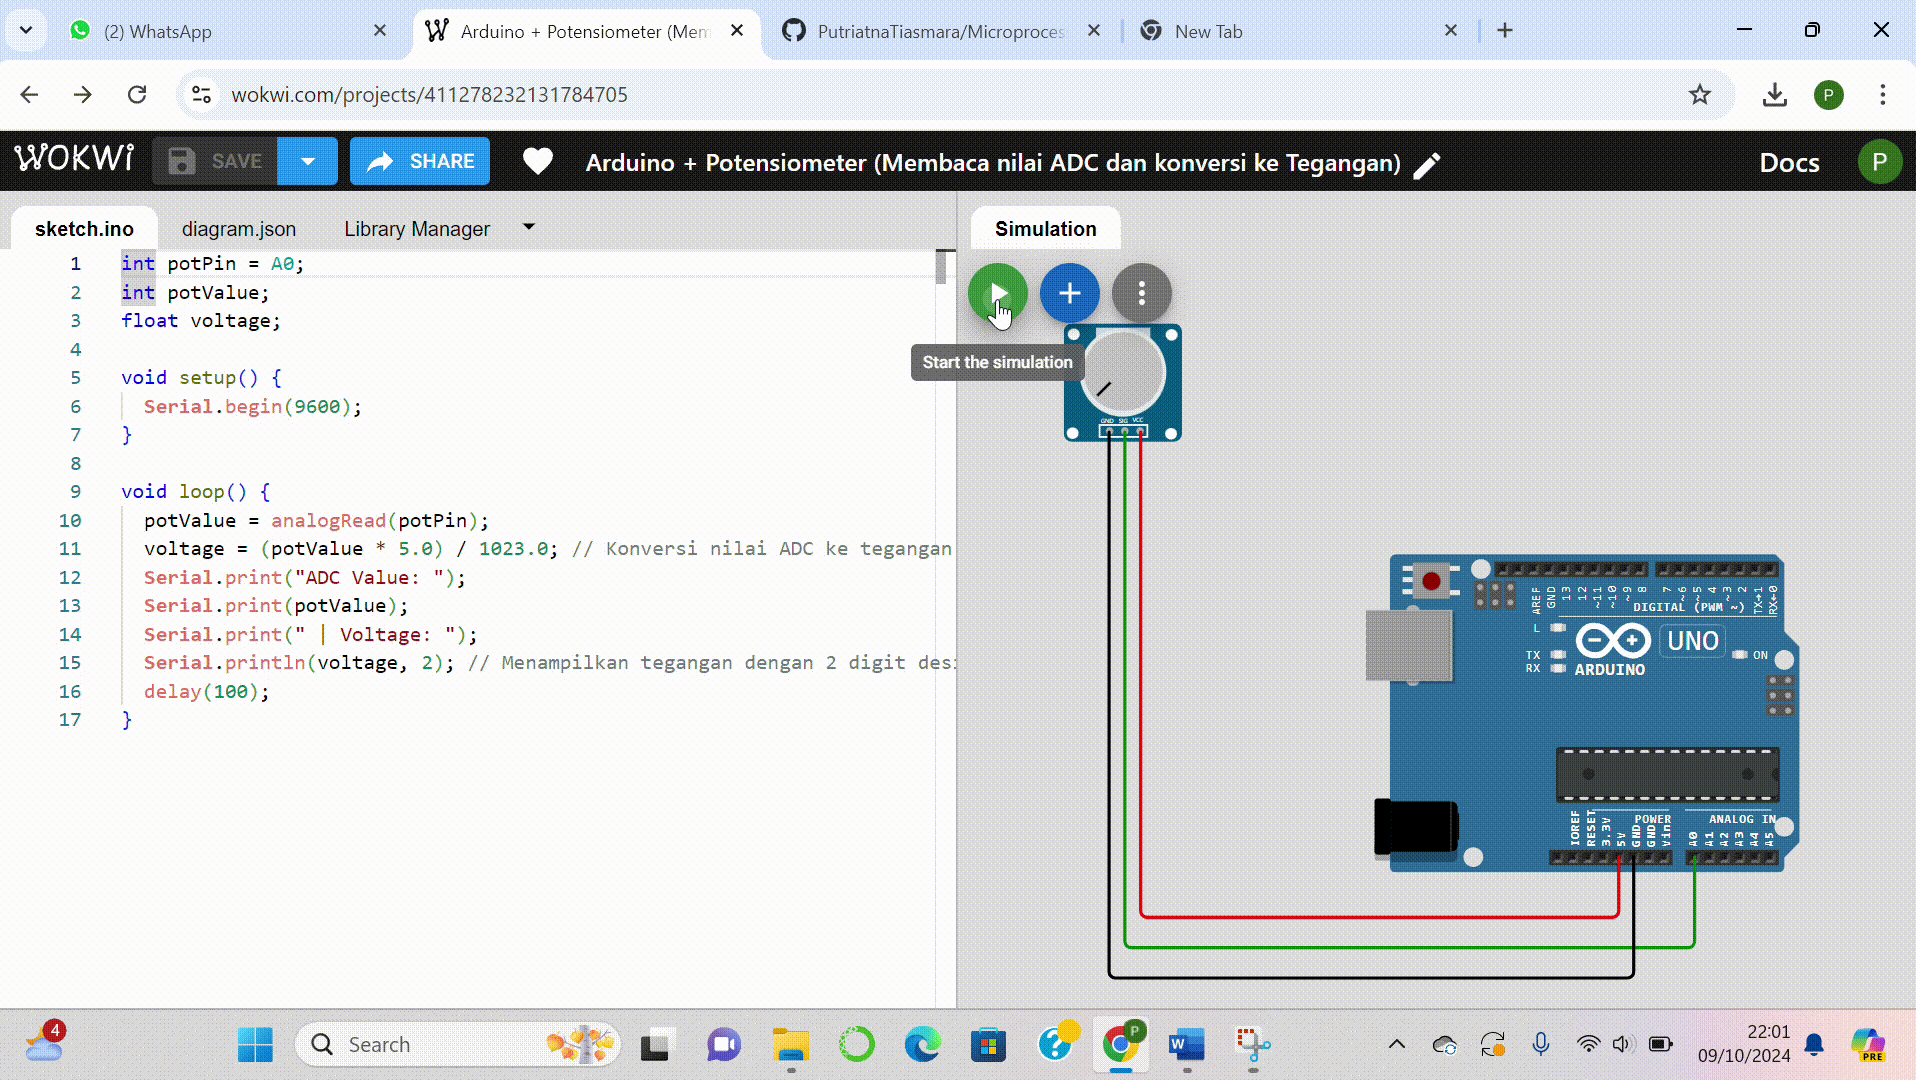 (2) WhatsApp
Arduino + Potensiometer (Mem
PutriatnaTiasmara/Microproces
New Tab
wokwi.com/projects/411278232131784705
P
WOKWI
SAVE
SHARE
Arduino + Potensiometer (Membaca nilai ADC dan konversi ke Tegangan)
Docs
P
sketch.ino
diagram.json
Library Manager
Simulation
1 int potPin = A0;
2 int potValue;
3 float voltage;
4
5 void setup() {
6 Serial.begin(9600);
7 }
8
9 void loop() {
10 potValue = analogRead(potPin);
11 voltage = (potValue * 5.0) / 1023.0; // Konversi nilai ADC ke tegangan
12 Serial.print("ADC Value: ");
13 Serial.print(potValue);
14 Serial.print(" | Voltage: ");
15 Serial.println(voltage, 2); // Menampilkan tegangan dengan 2 digit des
16 delay(100);
17 }
Start the simulation
GND SIG VCC
AREF GND 13 12 ~11 ~10 ~9 8 7 ~6 ~5 4 ~3 2 TX→1 RX←0
DIGITAL (PWM ~)
L
TX
RX
ARDUINO
UNO
ON
POWER
ANALOG IN
IOREF RESET 3.3V 5V GND GND Vin A0 A1 A2 A3 A4 A5
4
Search
P
W
22:01
09/10/2024
PRE